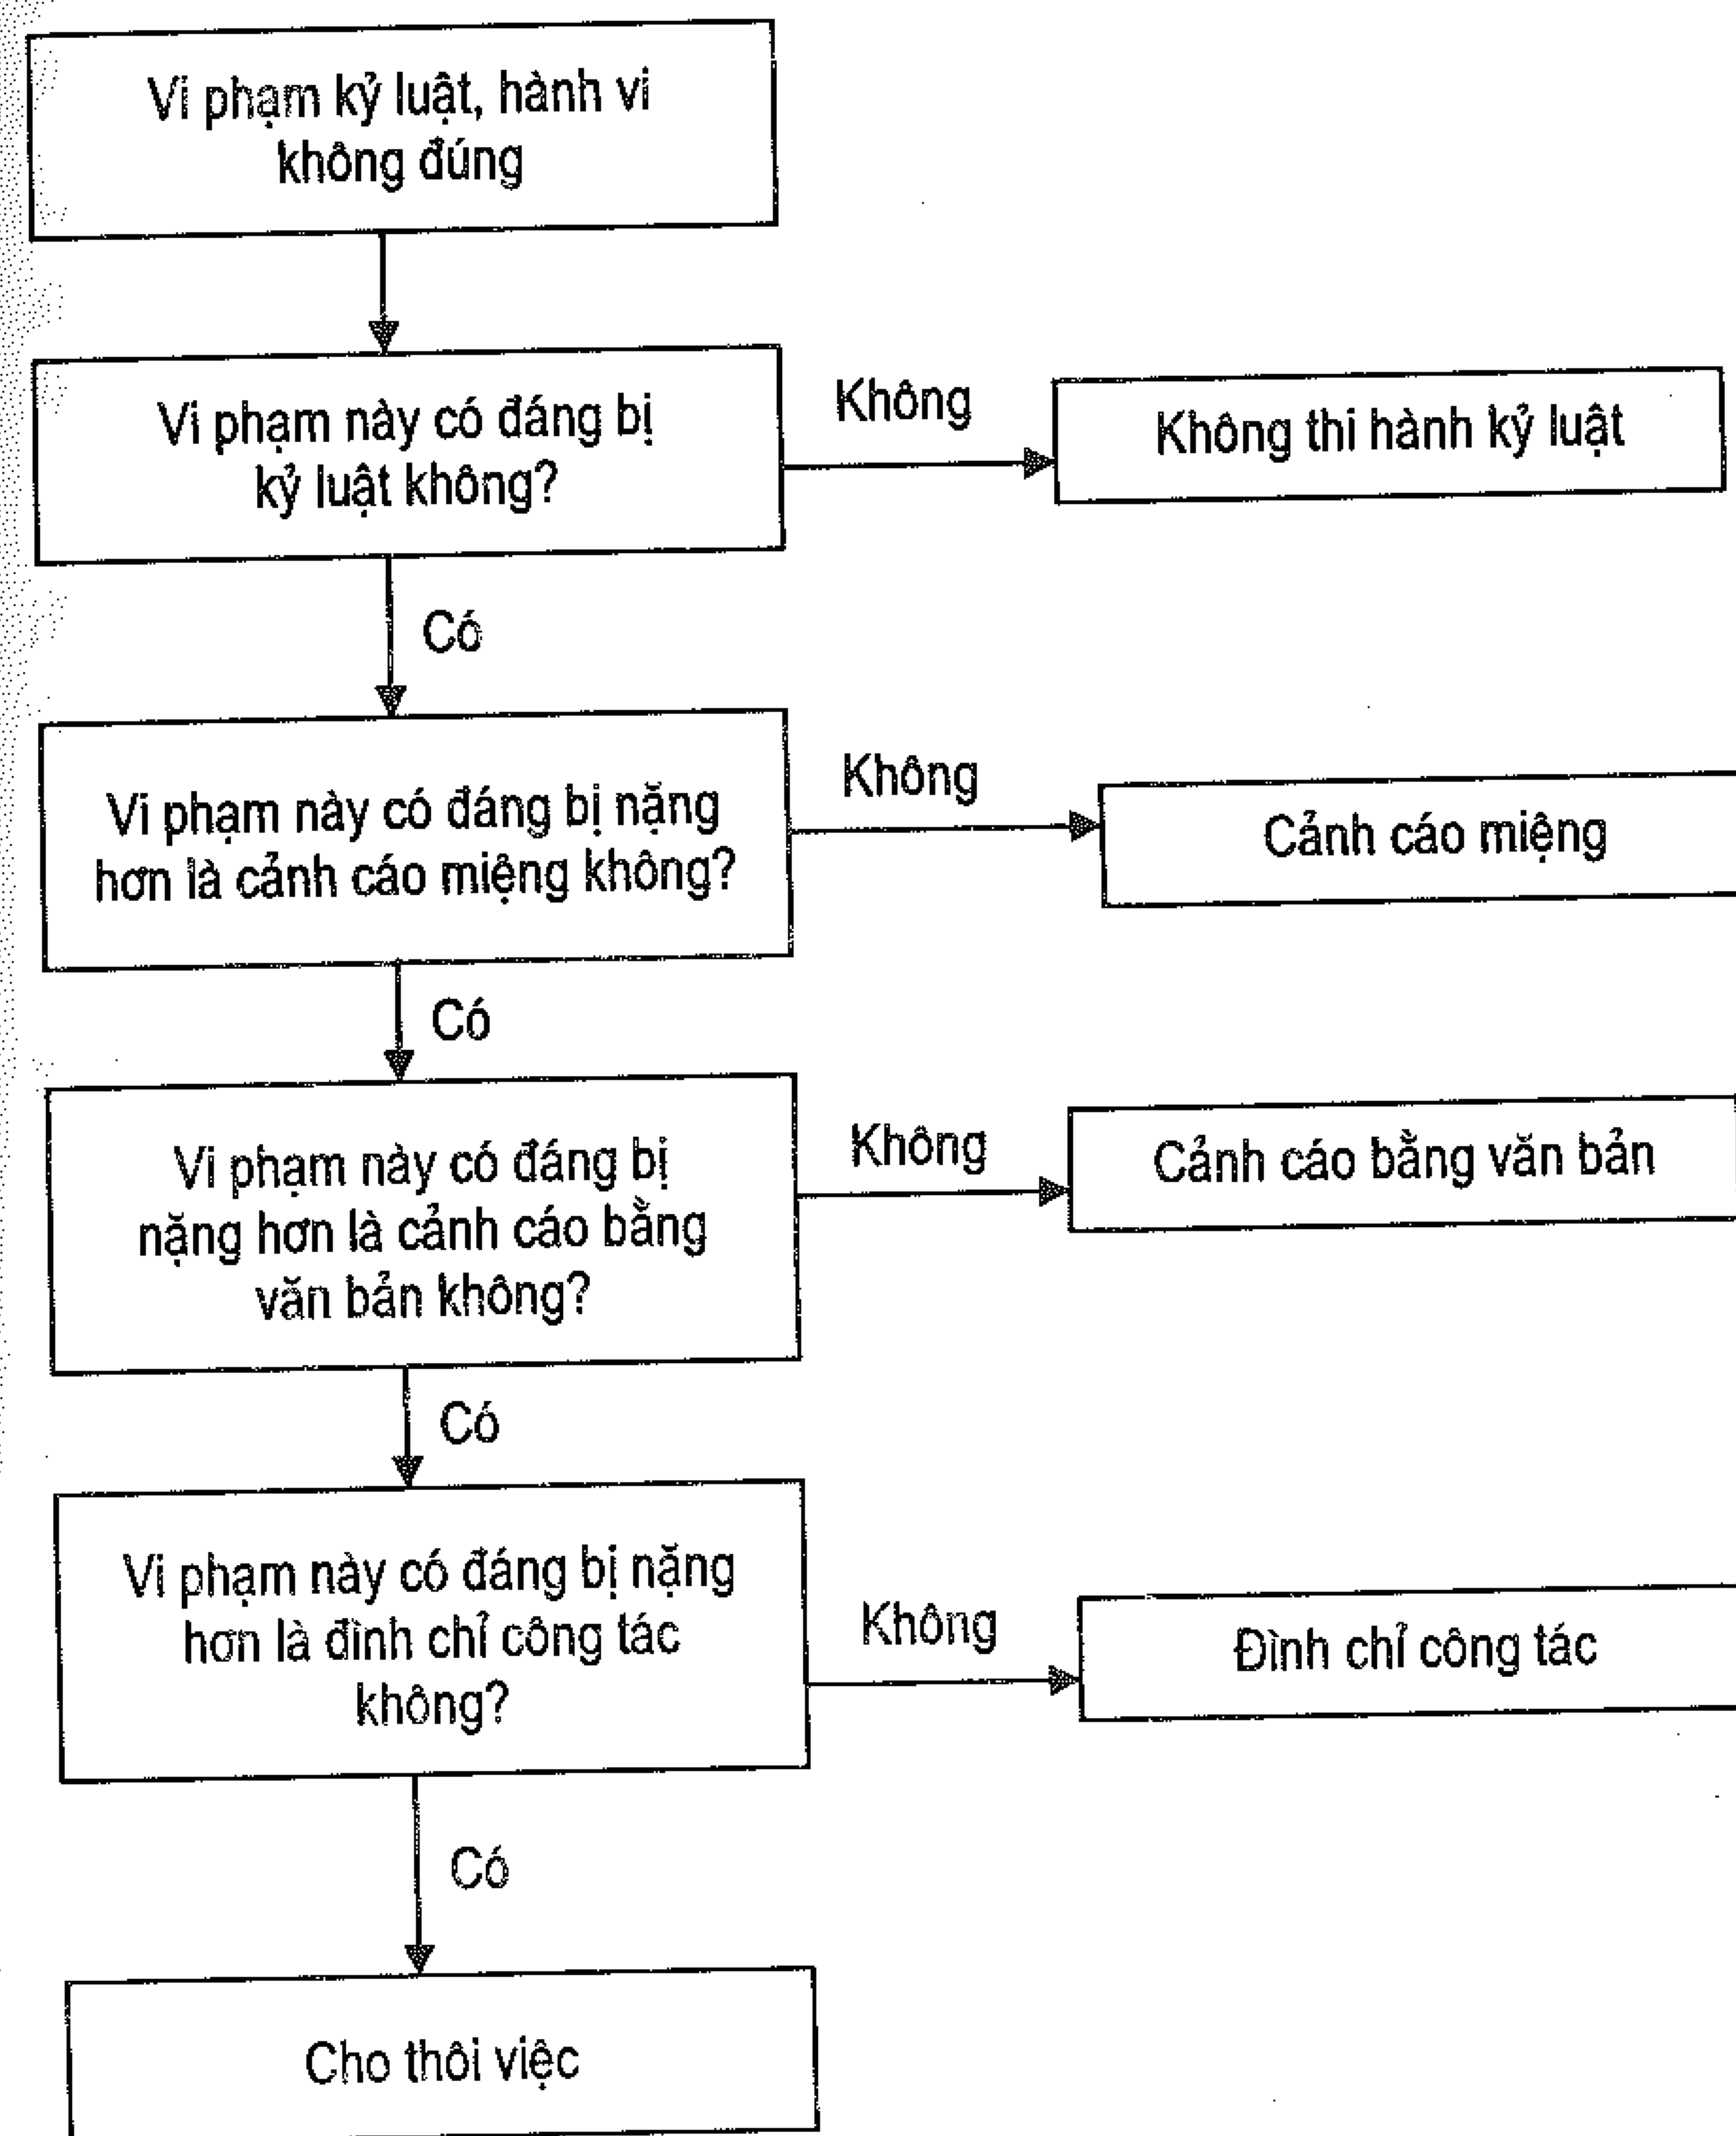 Vi phạm kỷ luật, hành vi
không đúng
Vi phạm này có đáng bị
kỷ luật không?
Không
Không thi hành kỷ luật
Có
Vi phạm này có đáng bị nặng
hơn là cảnh cáo miệng không?
Không
Cảnh cáo miệng
Có
Vi phạm này có đáng bị
nặng hơn là cảnh cáo bằng
văn bản không?
Không
Cảnh cáo bằng văn bản
Có
Vi phạm này có đáng bị nặng
hơn là đình chỉ công tác
không?
Không
Đình chỉ công tác
Có
Cho thôi việc